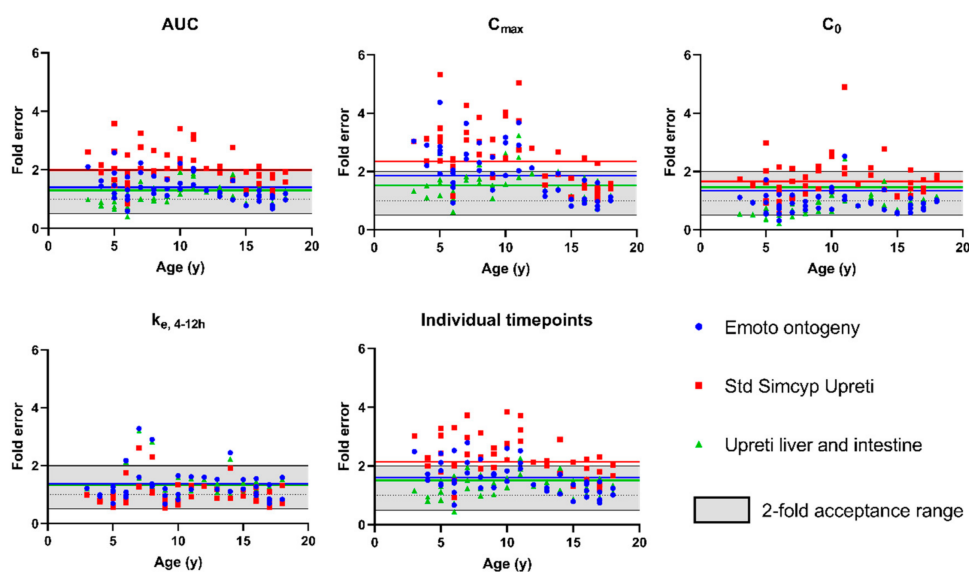 AUC
Fold error
6
4
2
0
0 5 10 15 20
Age (y)
Cmax
Fold error
6
4
2
0
0 5 10 15 20
Age (y)
C0
Fold error
6
4
2
0
0 5 10 15 20
Age (y)
ke, 4-12h
Fold error
6
4
2
0
0 5 10 15 20
Age (y)
Individual timepoints
Fold error
6
4
2
0
0 5 10 15 20
Age (y)
Emoto ontogeny
Std Simcyp Upreti
Upreti liver and intestine
2-fold acceptance range